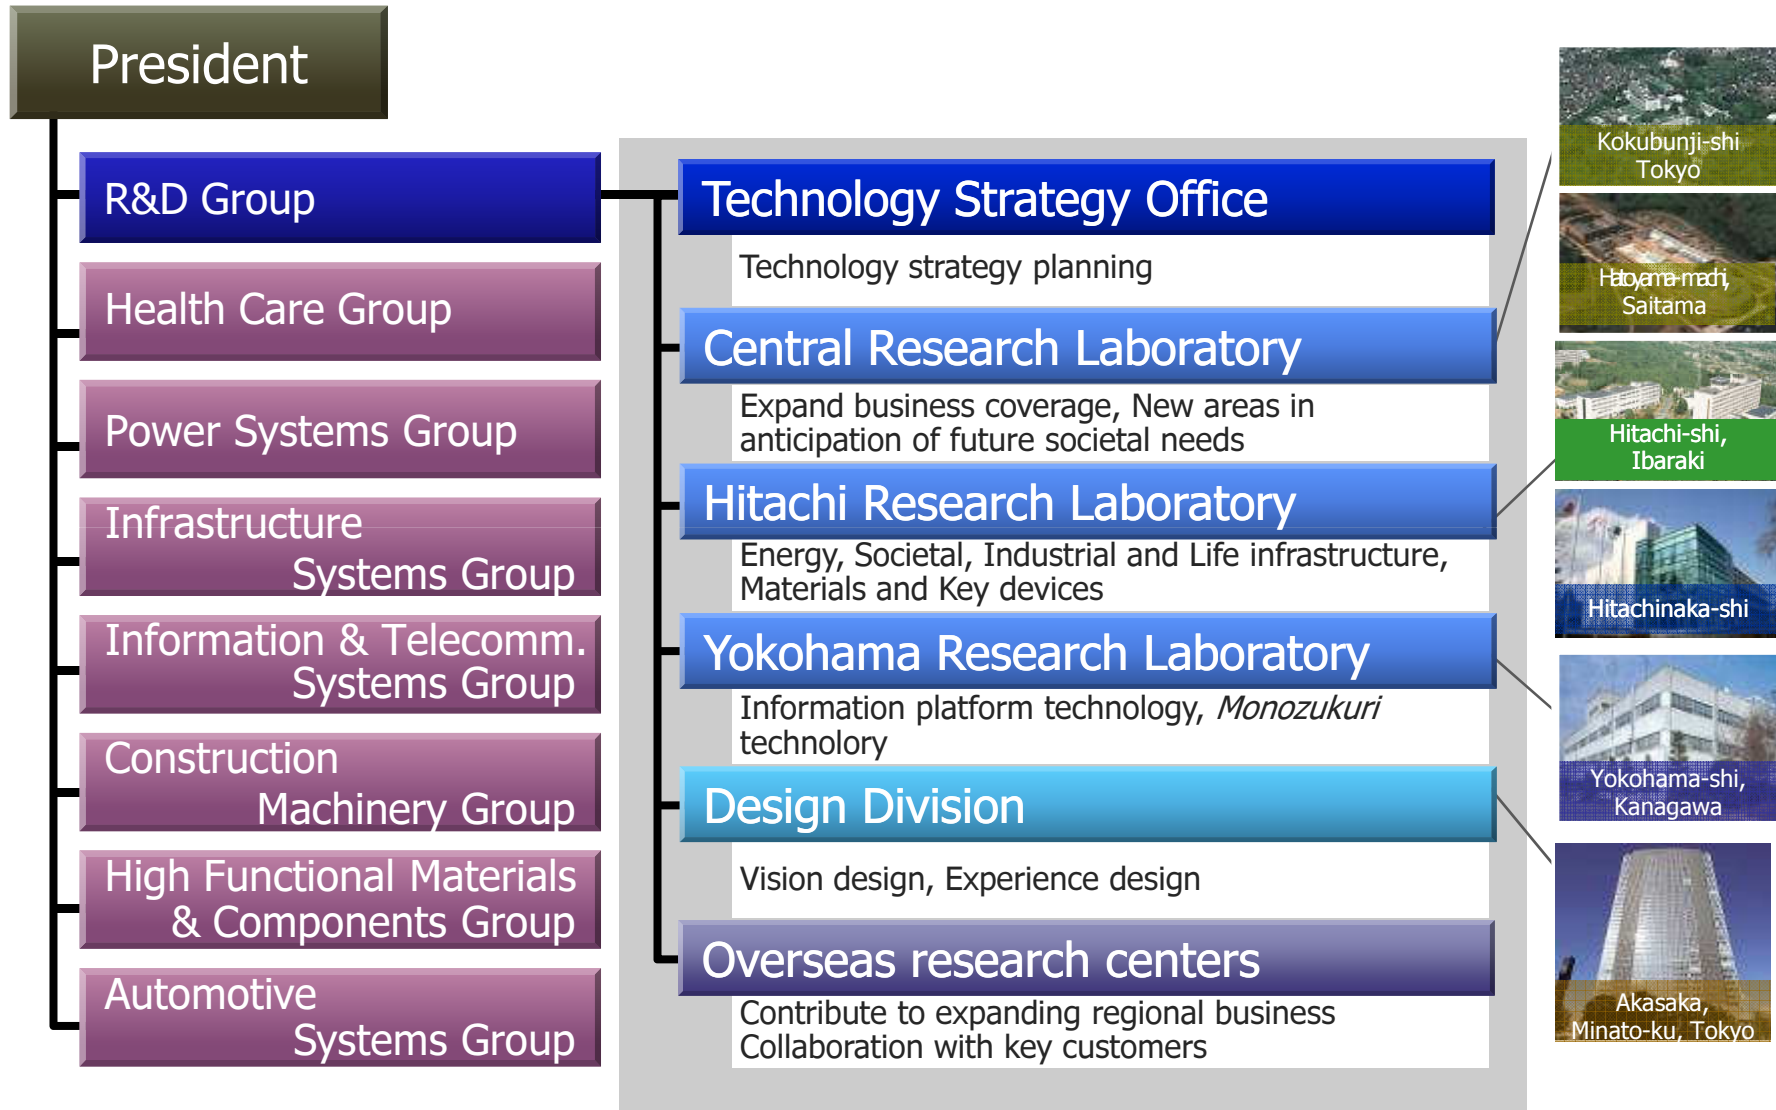 President
R&D Group
Health Care Group
Power Systems Group
Infrastructure
Systems Group
Information & Telecomm.
Systems Group
Construction
Machinery Group
High Functional Materials
& Components Group
Automotive
Systems Group
Technology Strategy Office
Technology strategy planning
Central Research Laboratory
Expand business coverage, New areas in
anticipation of future societal needs
Hitachi Research Laboratory
Energy, Societal, Industrial and Life infrastructure,
Materials and Key devices
Yokohama Research Laboratory
Information platform technology, Monozukuri
technolory
Design Division
Vision design, Experience design
Overseas research centers
Contribute to expanding regional business
Collaboration with key customers
Kokubunji-shi
Tokyo
Hatoyama-machi,
Saitama
Hitachi-shi,
Ibaraki
Hitachinaka-shi
Yokohama-shi,
Kanagawa
Akasaka,
Minato-ku, Tokyo